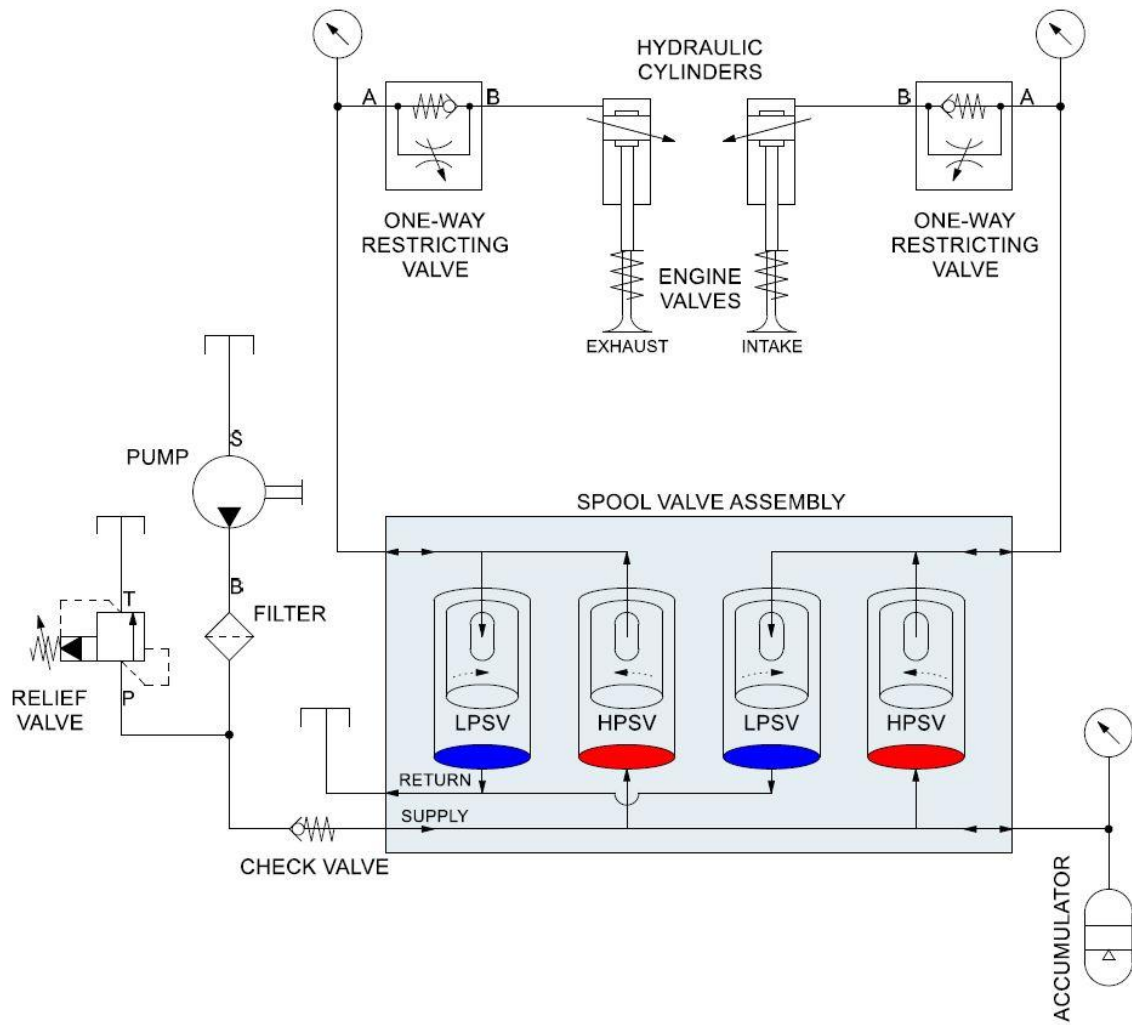 HYDRAULIC
CYLINDERS
A
B
B
A
ONE-WAY
RESTRICTING
VALVE
ONE-WAY
RESTRICTING
VALVE
ENGINE
VALVES
EXHAUST
INTAKE
S
PUMP
SPOOL VALVE ASSEMBLY
B
T
FILTER
RELIEF
VALVE
P
LPSV
HPSV
LPSV
HPSV
RETURN
SUPPLY
CHECK VALVE
ACCUMULATOR